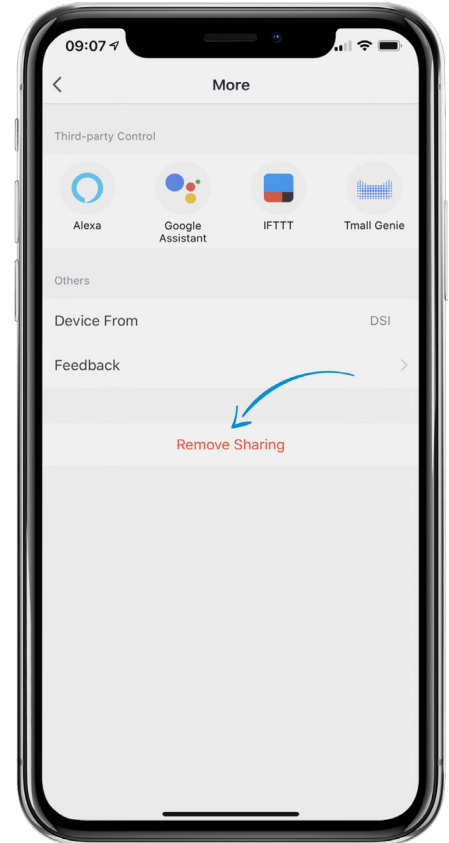 09:07
More
Third-party Control
Alexa
Google
Assistant
IFTTT
Tmall Genie
Others
Device From
DSI
Feedback
Remove Sharing